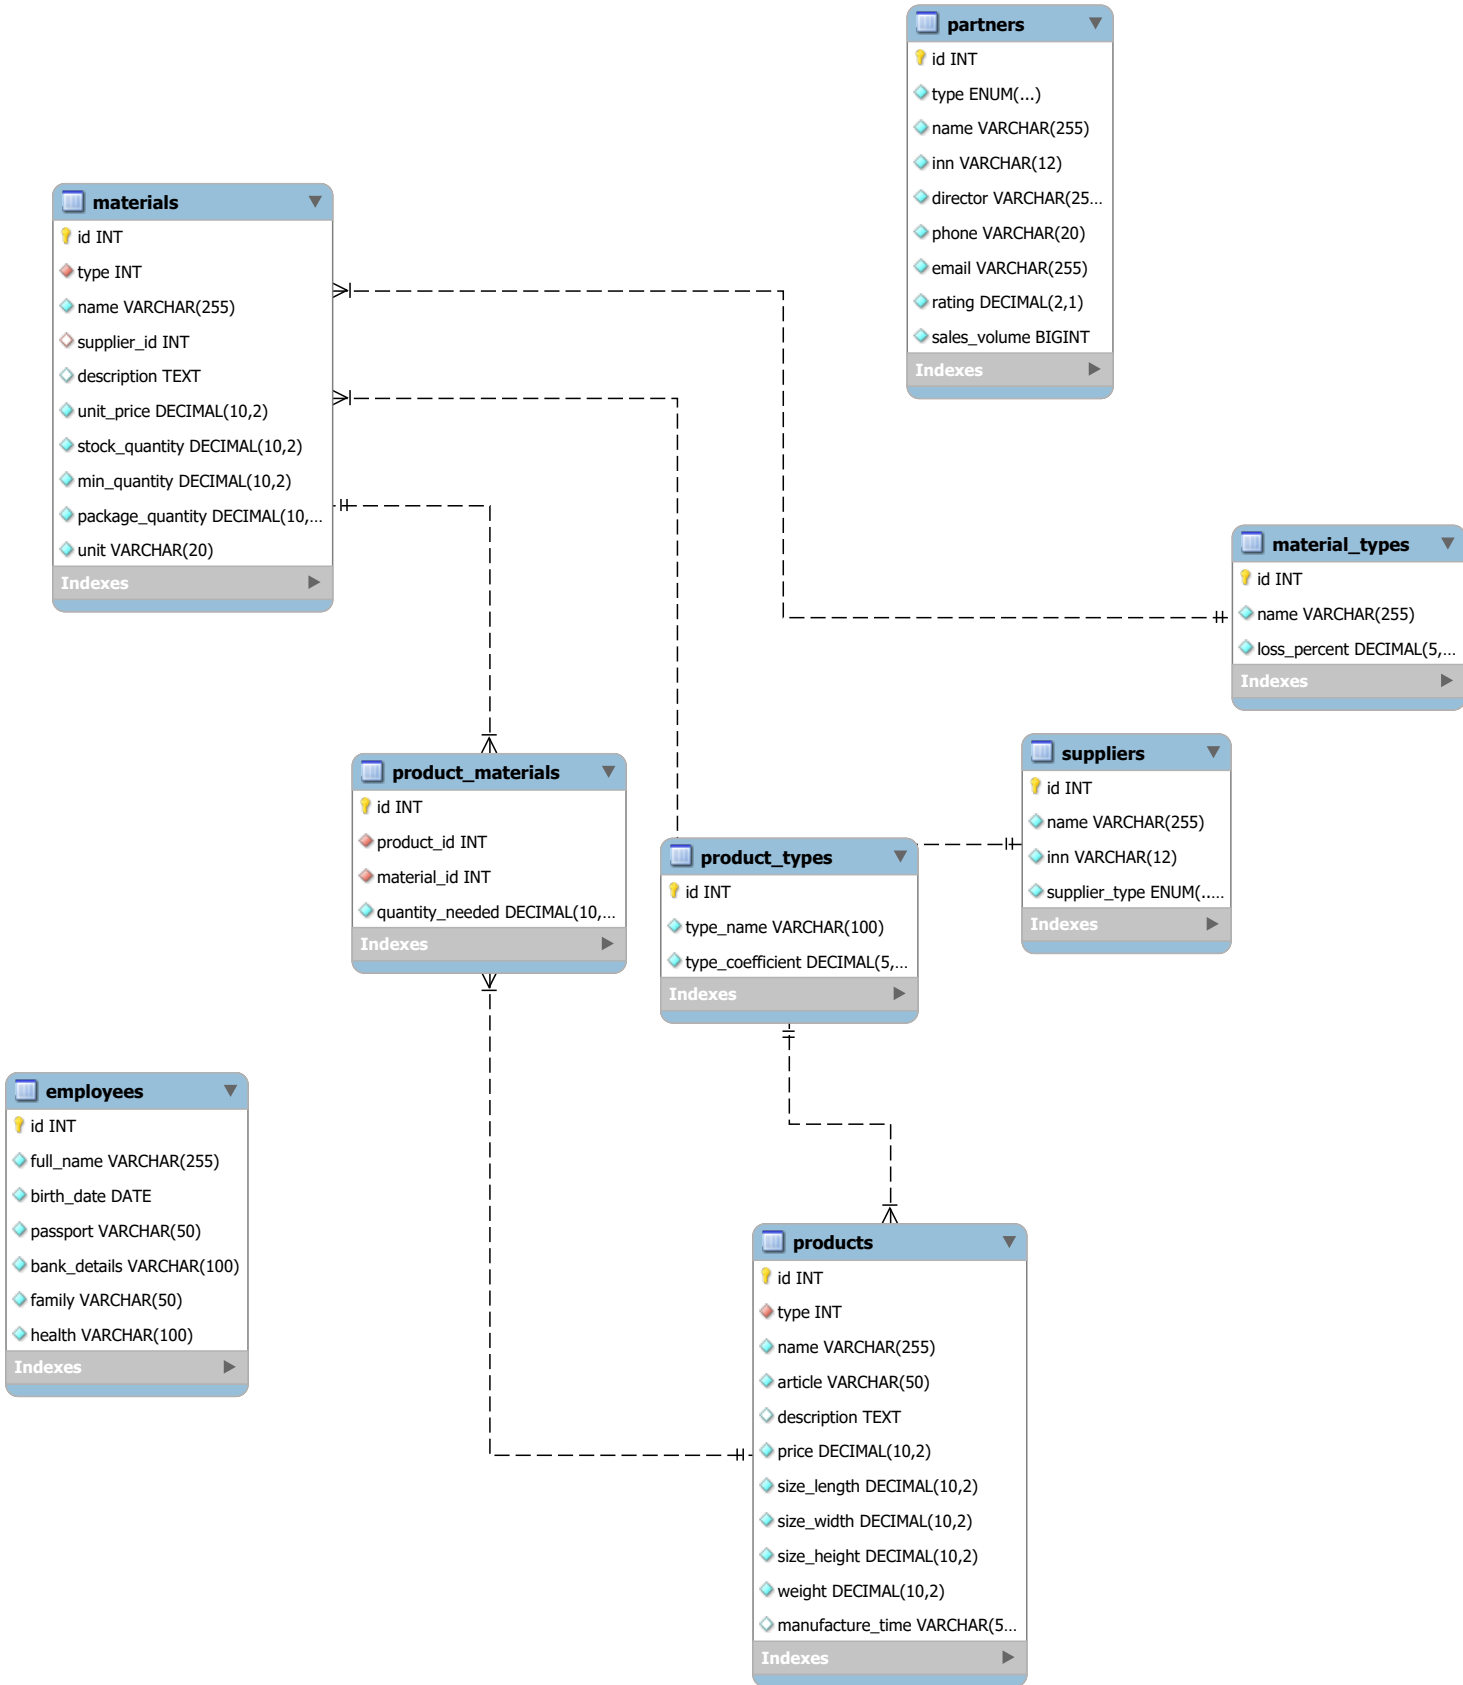 partners
id INT
type ENUM(...)
name VARCHAR(255)
inn VARCHAR(12)
director VARCHAR(25...
phone VARCHAR(20)
email VARCHAR(255)
rating DECIMAL(2,1)
sales_volume BIGINT
Indexes
materials
id INT
type INT
name VARCHAR(255)
supplier_id INT
description TEXT
unit_price DECIMAL(10,2)
stock_quantity DECIMAL(10,2)
min_quantity DECIMAL(10,2)
package_quantity DECIMAL(10,...
unit VARCHAR(20)
Indexes
material_types
id INT
name VARCHAR(255)
loss_percent DECIMAL(5,...
Indexes
suppliers
id INT
name VARCHAR(255)
inn VARCHAR(12)
supplier_type ENUM(.....
Indexes
product_materials
id INT
product_id INT
material_id INT
quantity_needed DECIMAL(10,...
Indexes
product_types
id INT
type_name VARCHAR(100)
type_coefficient DECIMAL(5,...
Indexes
employees
id INT
full_name VARCHAR(255)
birth_date DATE
passport VARCHAR(50)
bank_details VARCHAR(100)
family VARCHAR(50)
health VARCHAR(100)
Indexes
products
id INT
type INT
name VARCHAR(255)
article VARCHAR(50)
description TEXT
price DECIMAL(10,2)
size_length DECIMAL(10,2)
size_width DECIMAL(10,2)
size_height DECIMAL(10,2)
weight DECIMAL(10,2)
manufacture_time VARCHAR(5...
Indexes